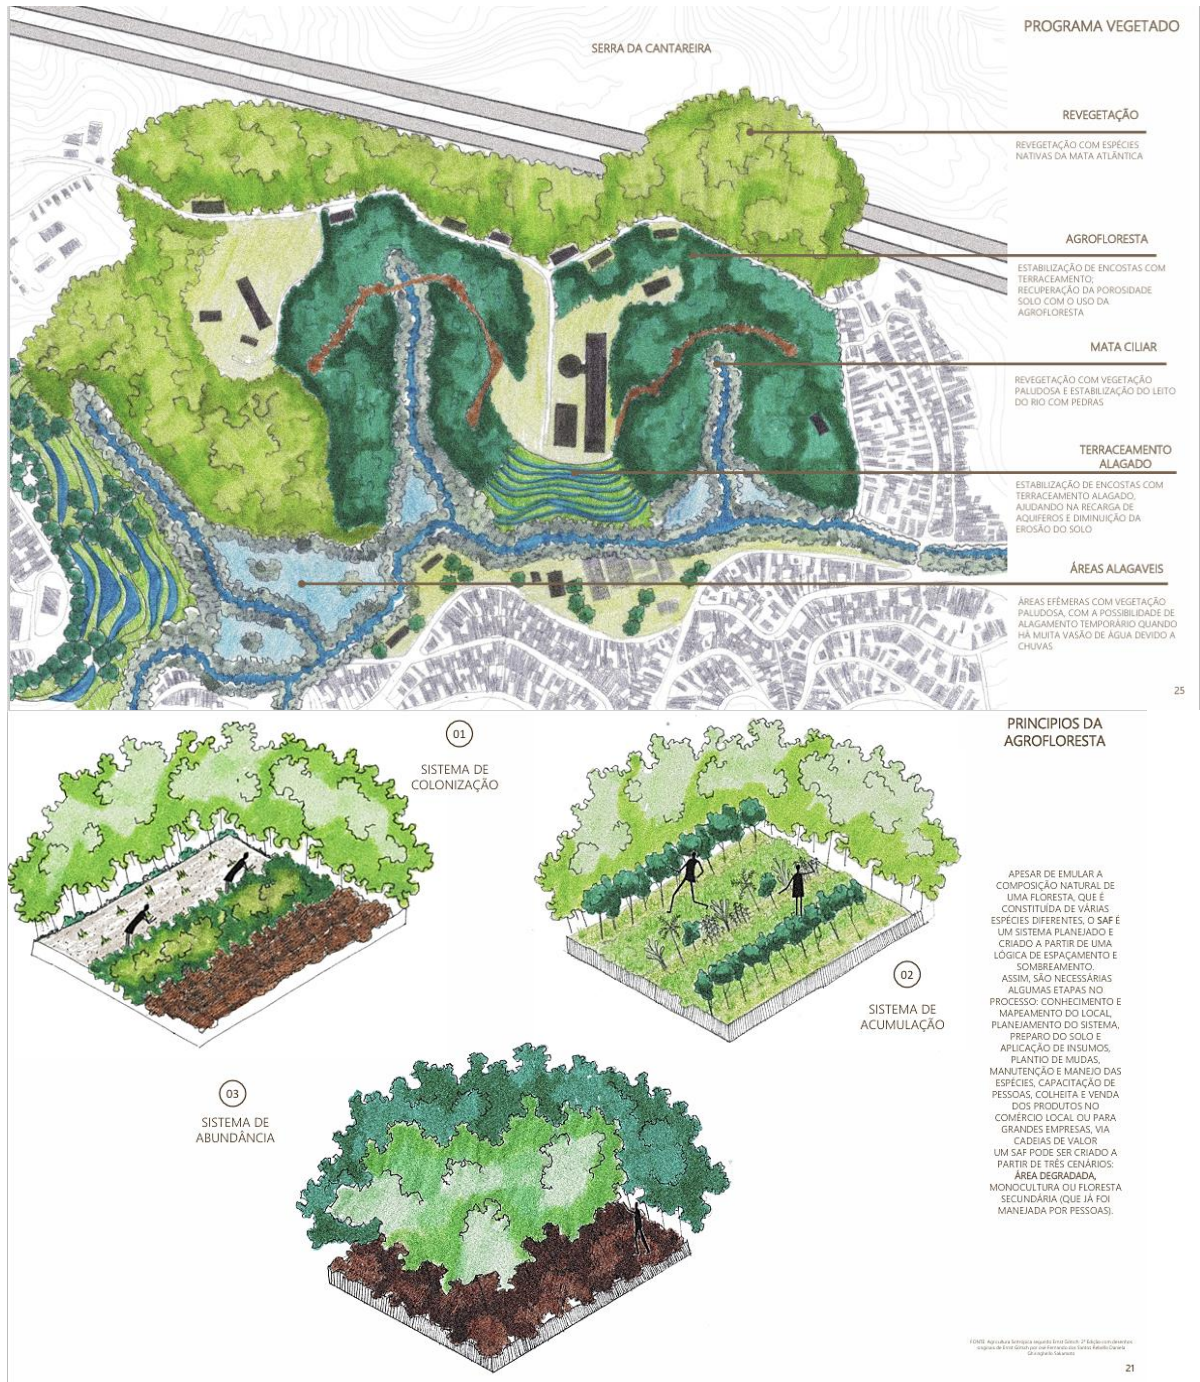 PROGRAMA VEGETADO
SERRA DA CANTAREIRA
REVEGETAÇÃO
REVEGETAÇÃO COM ESPÉCIES
NATIVAS DA MATA ATLÂNTICA
AGROFLORESTA
ESTABILIZAÇÃO DE ENCOSTAS COM
TERRACEAMENTO;
RECUPERAÇÃO DA POROSIDADE
SOLO COM O USO DA
AGROFLORESTA
MATA CILIAR
REVEGETAÇÃO COM VEGETAÇÃO
PALUDOSA E ESTABILIZAÇÃO DO LEITO
DO RIO COM PEDRAS
TERRACEAMENTO
ALAGADO
ESTABILIZAÇÃO DE ENCOSTAS COM
TERRACEAMENTO ALAGADO,
AJUDANDO NA RECARGA DE
AQUIFEROS E DIMINUIÇÃO DA
EROSÃO DO SOLO
ÁREAS ALAGAVEIS
ÁREAS EFÊMERAS COM VEGETAÇÃO
PALUDOSA, COM A POSSIBILIDADE DE
ALAGAMENTO TEMPORÁRIO QUANDO
HÁ MUITA VASÃO DE ÁGUA DEVIDO A
CHUVAS
25
01
SISTEMA DE
COLONIZAÇÃO
02
SISTEMA DE
ACUMULAÇÃO
03
SISTEMA DE
ABUNDÂNCIA
PRINCIPIOS DA
AGROFLORESTA
APESAR DE EMULAR A
COMPOSIÇÃO NATURAL DE
UMA FLORESTA, QUE É
CONSTITUÍDA DE VÁRIAS
ESPÉCIES DIFERENTES, O SAF É
UM SISTEMA PLANEJADO E
CRIADO A PARTIR DE UMA
LÓGICA DE ESPAÇAMENTO E
SOMBREAMENTO.
ASSIM, SÃO NECESSÁRIAS
ALGUMAS ETAPAS NO
PROCESSO: CONHECIMENTO E
MAPEAMENTO DO LOCAL,
PLANEJAMENTO DO SISTEMA,
PREPARO DO SOLO E
APLICAÇÃO DE INSUMOS,
PLANTIO DE MUDAS,
MANUTENÇÃO E MANEJO DAS
ESPÉCIES, CAPACITAÇÃO DE
PESSOAS, COLHEITA E VENDA
DOS PRODUTOS NO
COMÉRCIO LOCAL OU PARA
GRANDES EMPRESAS, VIA
CADEIAS DE VALOR
UM SAF PODE SER CRIADO A
PARTIR DE TRÊS CENÁRIOS:
ÁREA DEGRADADA,
MONOCULTURA OU FLORESTA
SECUNDÁRIA (QUE JÁ FOI
MANEJADA POR PESSOAS).
21